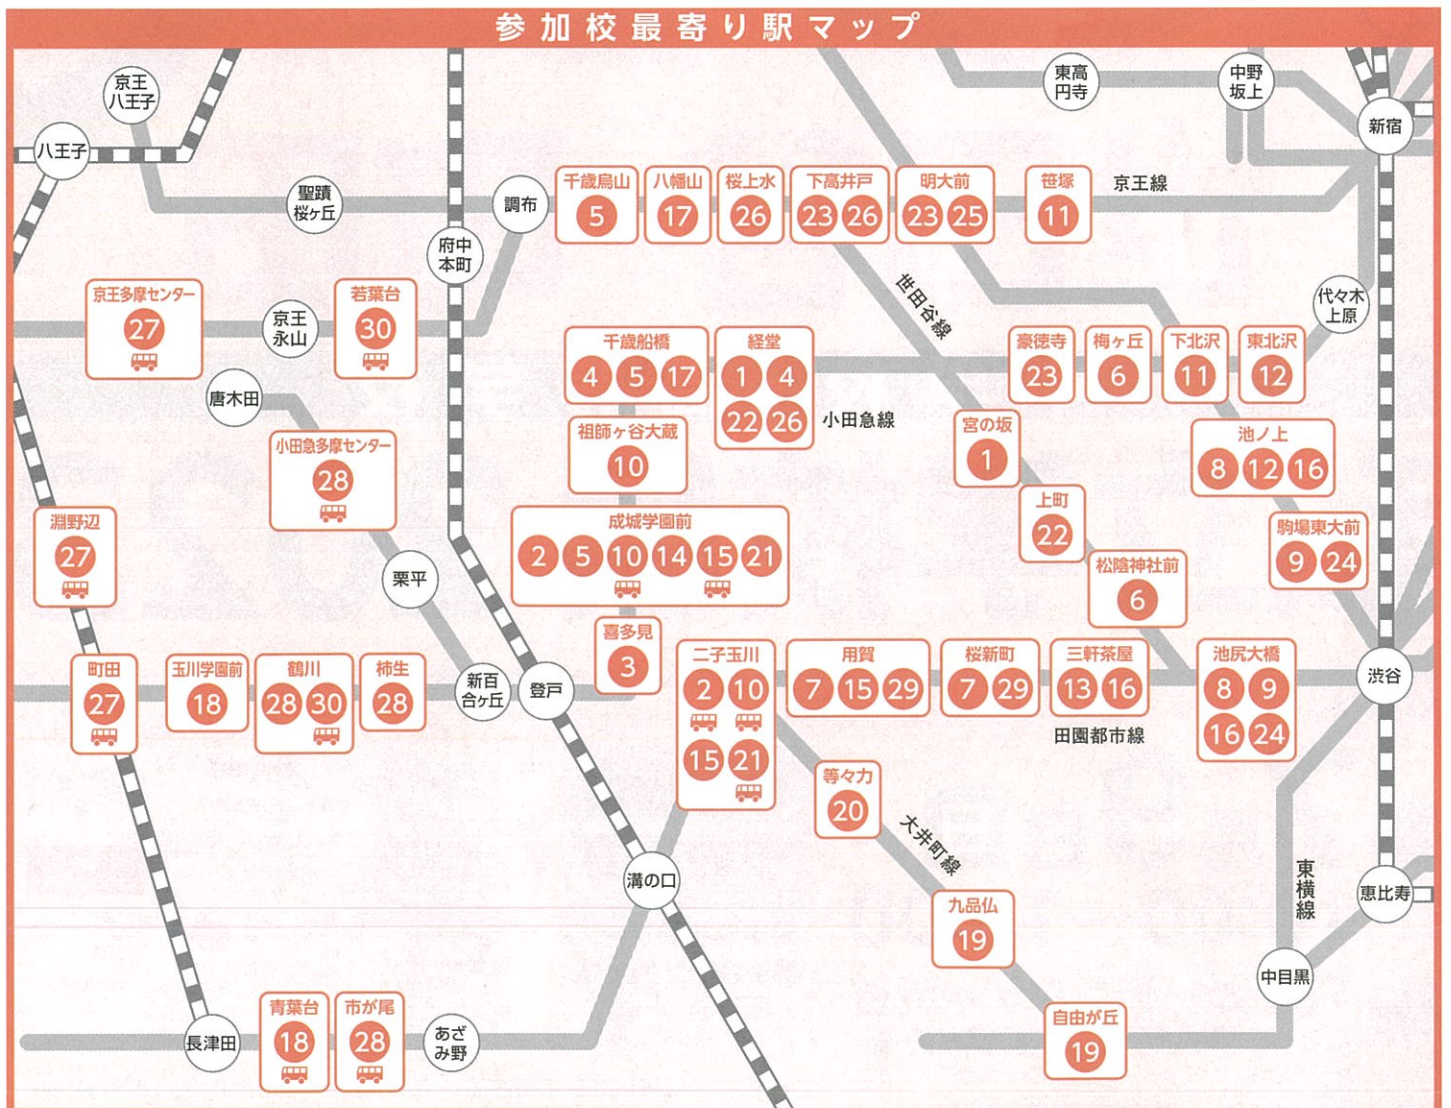 参加校最寄り駅マップ
京王
八王子
東高
円寺
中野
坂上
新宿
八王子
聖蹟
桜ヶ丘
調布
千歳烏山
5
八幡山
17
桜上水
26
下高井戸
23 26
明大前
23 25
笹塚
11
京王線
府中
本町
京王多摩センター
27
京王
永山
若葉台
30
世田谷線
代々木
上原
千歳船橋
4 5 17
経堂
1 4
22 26
小田急線
豪徳寺
23
梅ヶ丘
6
下北沢
11
東北沢
12
唐木田
小田急多摩センター
28
祖師ヶ谷大蔵
10
宮の坂
1
池ノ上
8 12 16
淵野辺
27
成城学園前
2 5 10 14 15 21
上町
22
駒場東大前
9 24
栗平
松陰神社前
6
喜多見
3
町田
27
玉川学園前
18
鶴川
28 30
柿生
28
新百
合ヶ丘
登戸
二子玉川
2 10
15 21
用賀
7 15 29
桜新町
7 29
三軒茶屋
13 16
池尻大橋
8 9
16 24
渋谷
田園都市線
等々力
20
大井町線
溝の口
東横線
恵比寿
九品仏
19
中目黒
長津田
青葉台
18
市が尾
28
あざ
み野
自由が丘
19